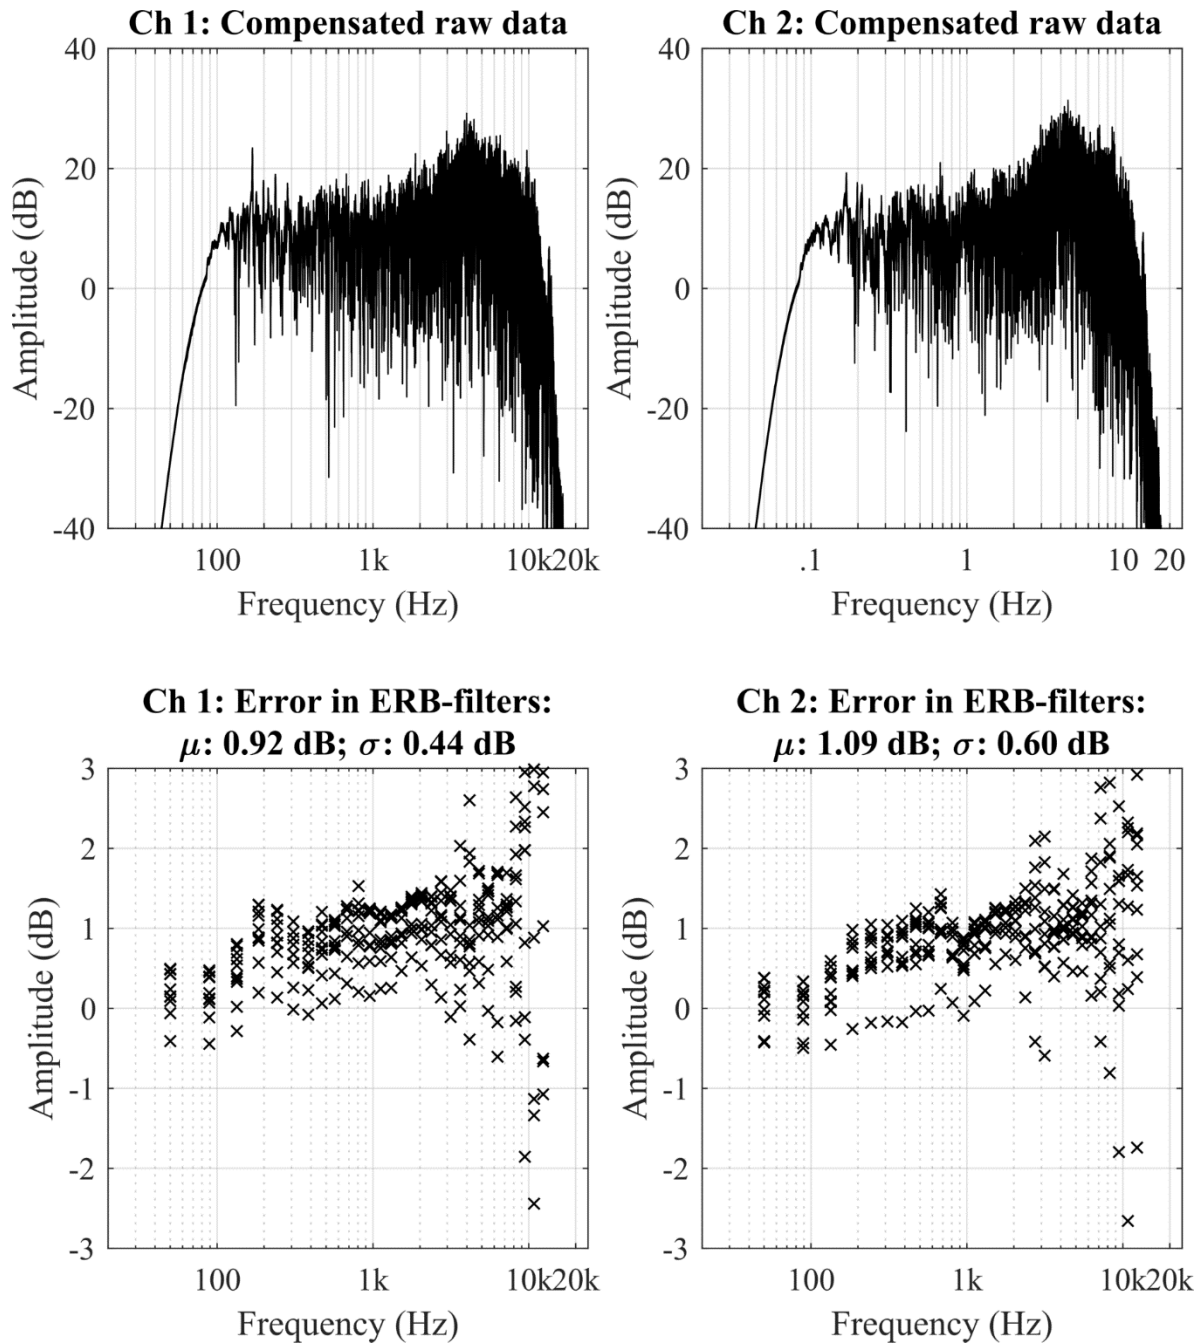 Ch 1: Compensated raw data
40
20
0
-20
-40
Amplitude (dB)
100
1k
10k20k
Frequency (Hz)
Ch 2: Compensated raw data
40
20
0
-20
-40
Amplitude (dB)
.1
1
10 20
Frequency (Hz)
Ch 1: Error in ERB-filters:
μ: 0.92 dB; σ: 0.44 dB
3
2
1
0
-1
-2
-3
Amplitude (dB)
100
1k
10k20k
Frequency (Hz)
Ch 2: Error in ERB-filters:
μ: 1.09 dB; σ: 0.60 dB
3
2
1
0
-1
-2
-3
Amplitude (dB)
100
1k
10k20k
Frequency (Hz)